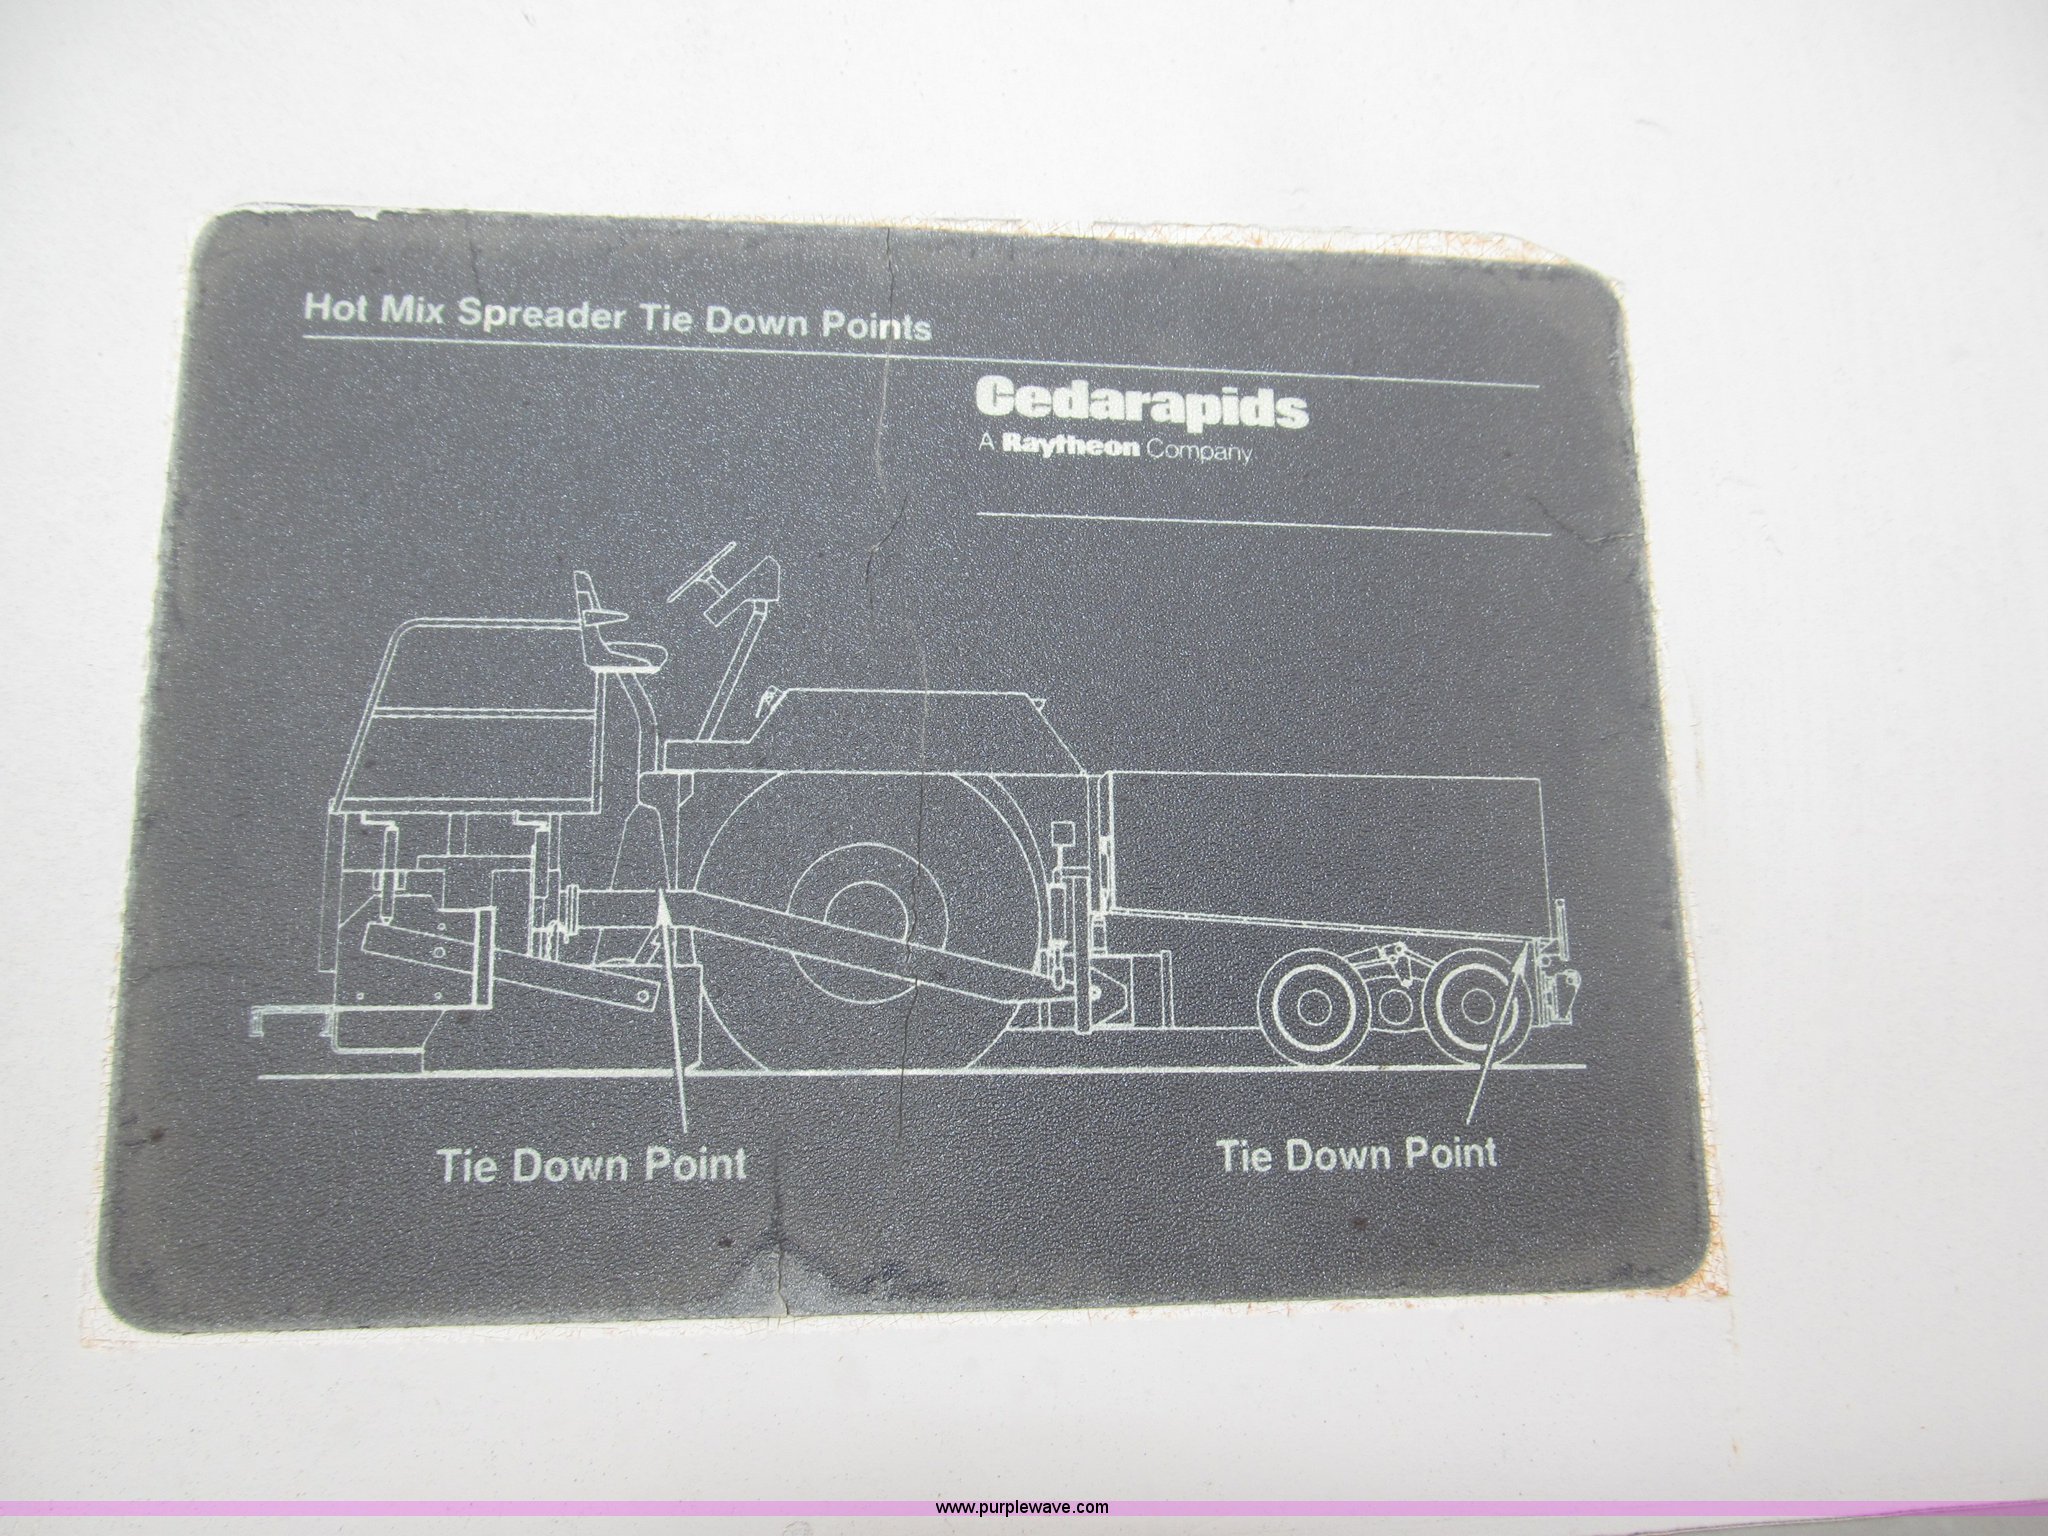 Hot Mix Spreader Tie Down Points
Cedarapids
A Raytheon Company
Tie Down Point
Tie Down Point
www.purplewave.com